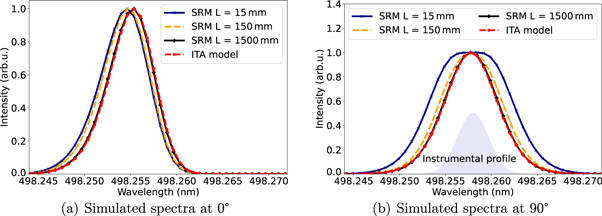 1.0
0.8
0.6
0.4
0.2
0.0
Intensity (arb.u.)
SRM L = 15 mm
SRM L = 150 mm
SRM L = 1500 mm
ITA model
498.245 498.250 498.255 498.260 498.265 498.270
Wavelength (nm)
(a) Simulated spectra at 0°
1.4
1.2
1.0
0.8
0.6
0.4
0.2
0.0
Intensity (arb.u.)
SRM L = 15 mm
SRM L = 150 mm
SRM L = 1500 mm
ITA model
Instrumental profile
498.245 498.250 498.255 498.260 498.265 498.270
Wavelength (nm)
(b) Simulated spectra at 90°